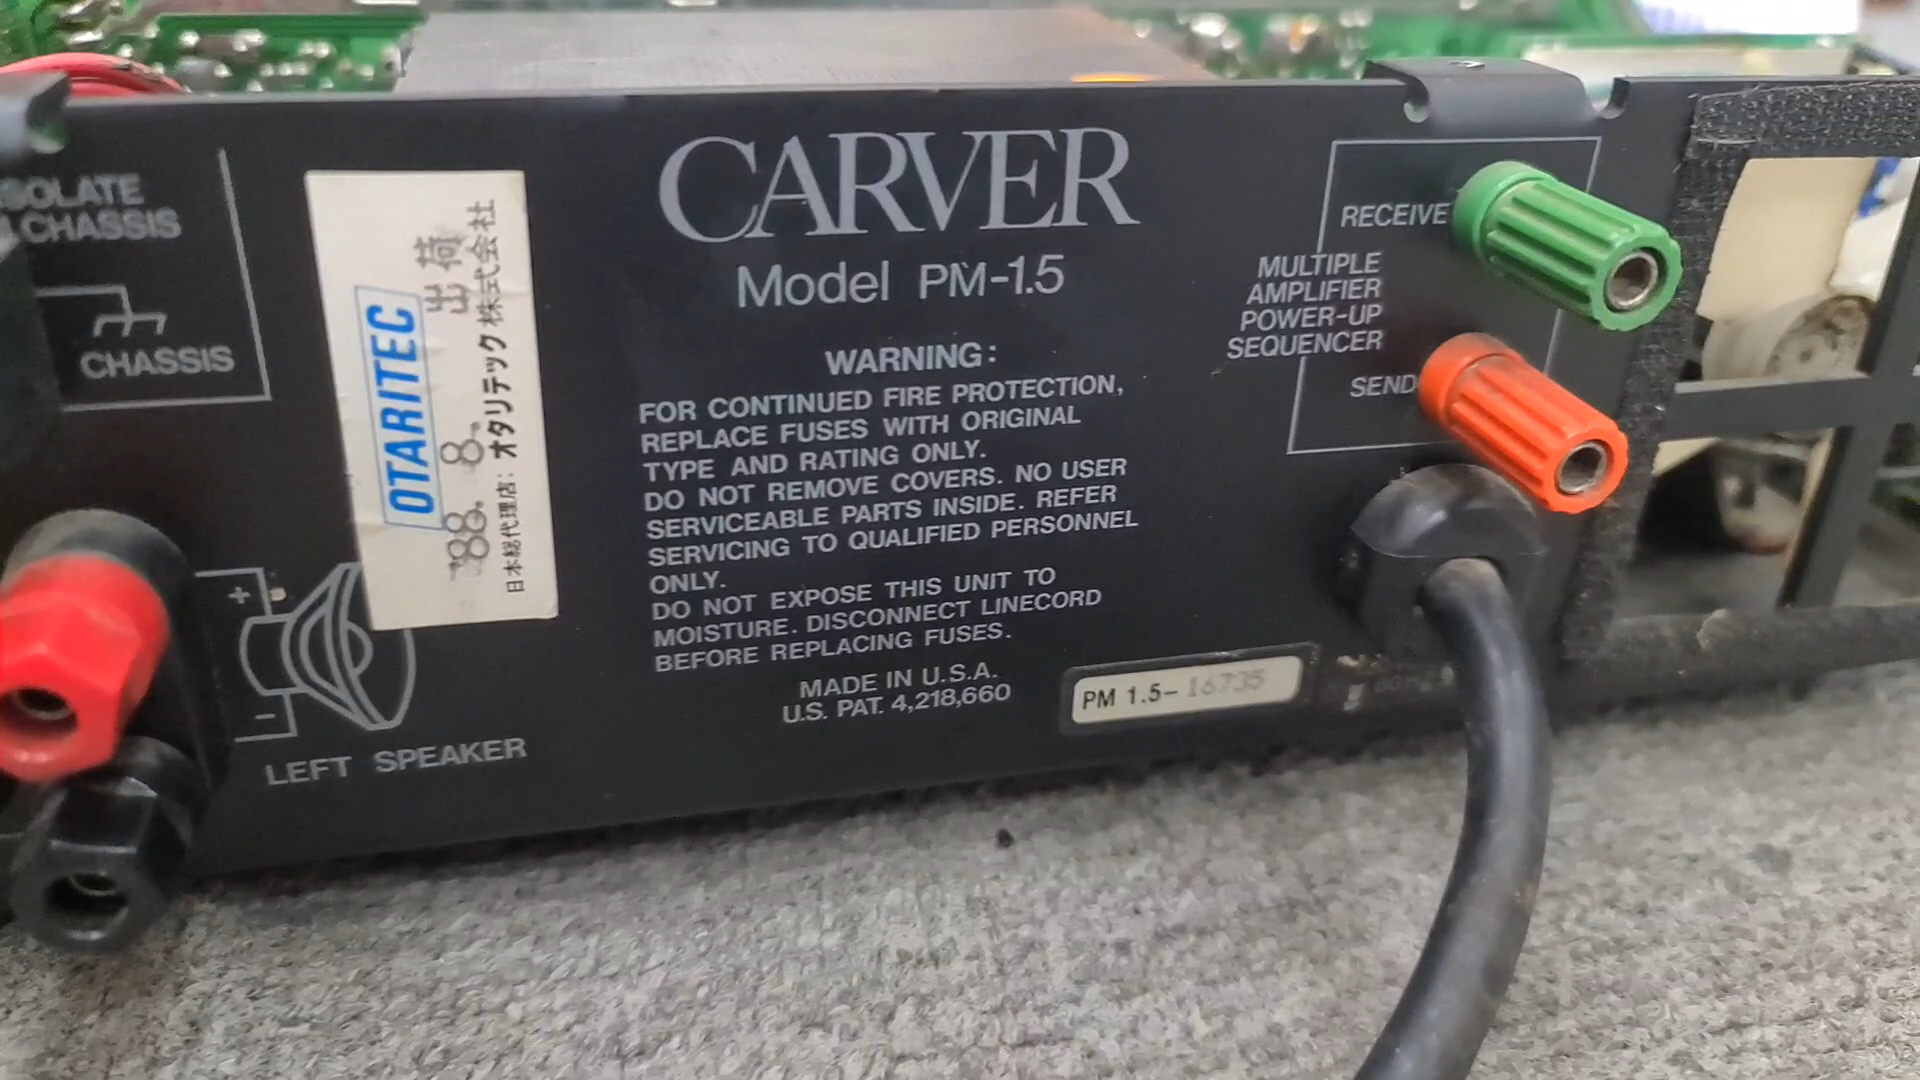 ISOLATE
CHASSIS
CHASSIS
出荷
OTARITEC
'88. 8.
日本総代理店: オタリテック株式会社
+
−
LEFT SPEAKER
CARVER
Model PM-1.5
WARNING:
FOR CONTINUED FIRE PROTECTION,
REPLACE FUSES WITH ORIGINAL
TYPE AND RATING ONLY.
DO NOT REMOVE COVERS. NO USER
SERVICEABLE PARTS INSIDE. REFER
SERVICING TO QUALIFIED PERSONNEL
ONLY.
DO NOT EXPOSE THIS UNIT TO
MOISTURE. DISCONNECT LINECORD
BEFORE REPLACING FUSES.
MADE IN U.S.A.
U.S. PAT. 4,218,660
PM 1.5- 16735
RECEIVE
MULTIPLE
AMPLIFIER
POWER-UP
SEQUENCER
SEND